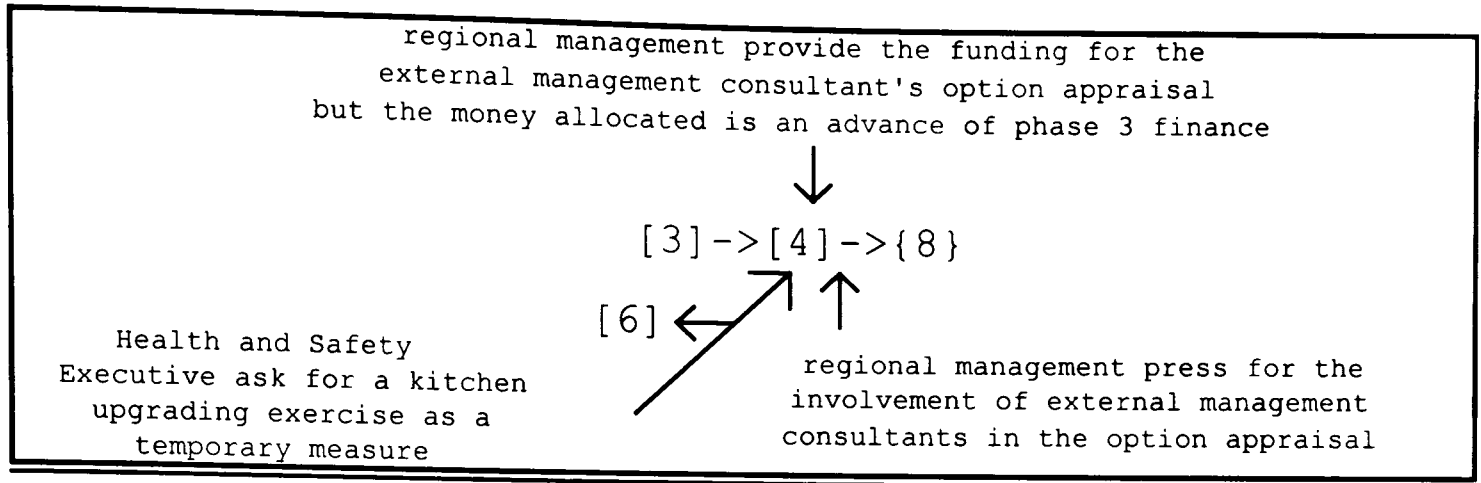 regional management provide the funding for the
external management consultant's option appraisal
but the money allocated is an advance of phase 3 finance
[3]->[4]->{8}
[6]
Health and Safety
Executive ask for a kitchen
upgrading exercise as a
temporary measure
regional management press for the
involvement of external management
consultants in the option appraisal